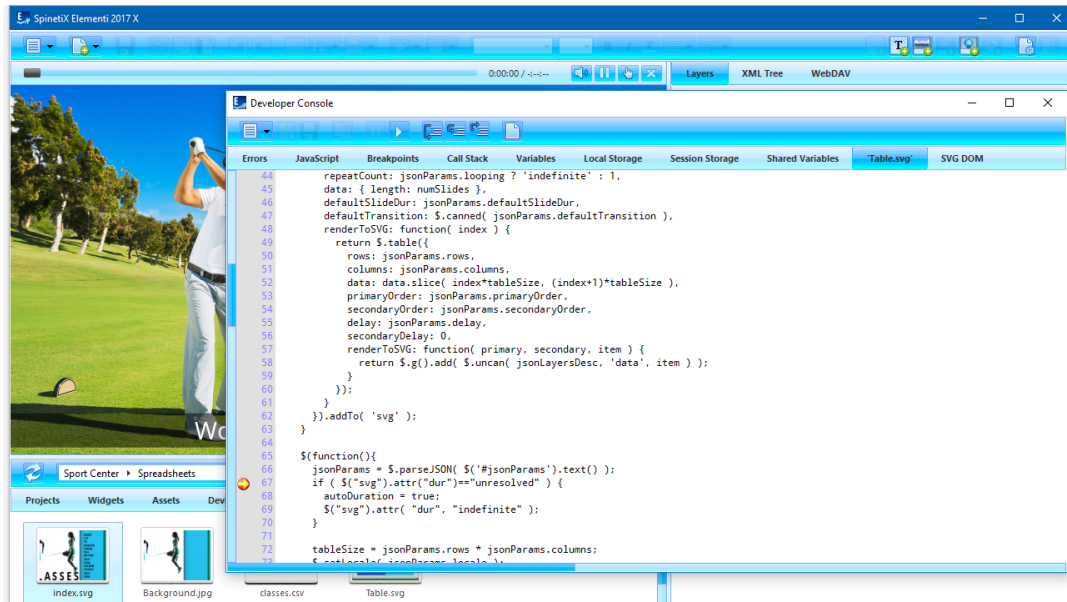 SpinetiX Elementi 2017 X
0:00:00 / -:--:--
Layers XML Tree WebDAV
Developer Console
Errors JavaScript Breakpoints Call Stack Variables Local Storage Session Storage Shared Variables 'Table.svg' SVG DOM
44 repeatCount: jsonParams.looping ? 'indefinite' : 1,
45 data: { length: numSlides },
46 defaultSlideDur: jsonParams.defaultSlideDur,
47 defaultTransition: $.canned( jsonParams.defaultTransition ),
48 renderToSVG: function( index ) {
49 return $.table({
50 rows: jsonParams.rows,
51 columns: jsonParams.columns,
52 data: data.slice( index*tableSize, (index+1)*tableSize ),
53 primaryOrder: jsonParams.primaryOrder,
54 secondaryOrder: jsonParams.secondaryOrder,
55 delay: jsonParams.delay,
56 secondaryDelay: 0,
57 renderToSVG: function( primary, secondary, item ) {
58 return $.g().add( $.uncan( jsonLayersDesc, 'data', item ) );
59 }
60 });
61 }
62 }).addTo( 'svg' );
63 }
64
65 $(function(){
66 jsonParams = $.parseJSON( $('#jsonParams').text() );
67 if ( $("svg").attr("dur")=="unresolved" ) {
68 autoDuration = true;
69 $("svg").attr( "dur", "indefinite" );
70 }
71
72 tableSize = jsonParams.rows * jsonParams.columns;
73 $.setLocale( jsonParams.locale );
Wo
Sport Center Spreadsheets
Projects Widgets Assets Dev
.ASSES
index.svg Background.jpg classes.csv Table.svg